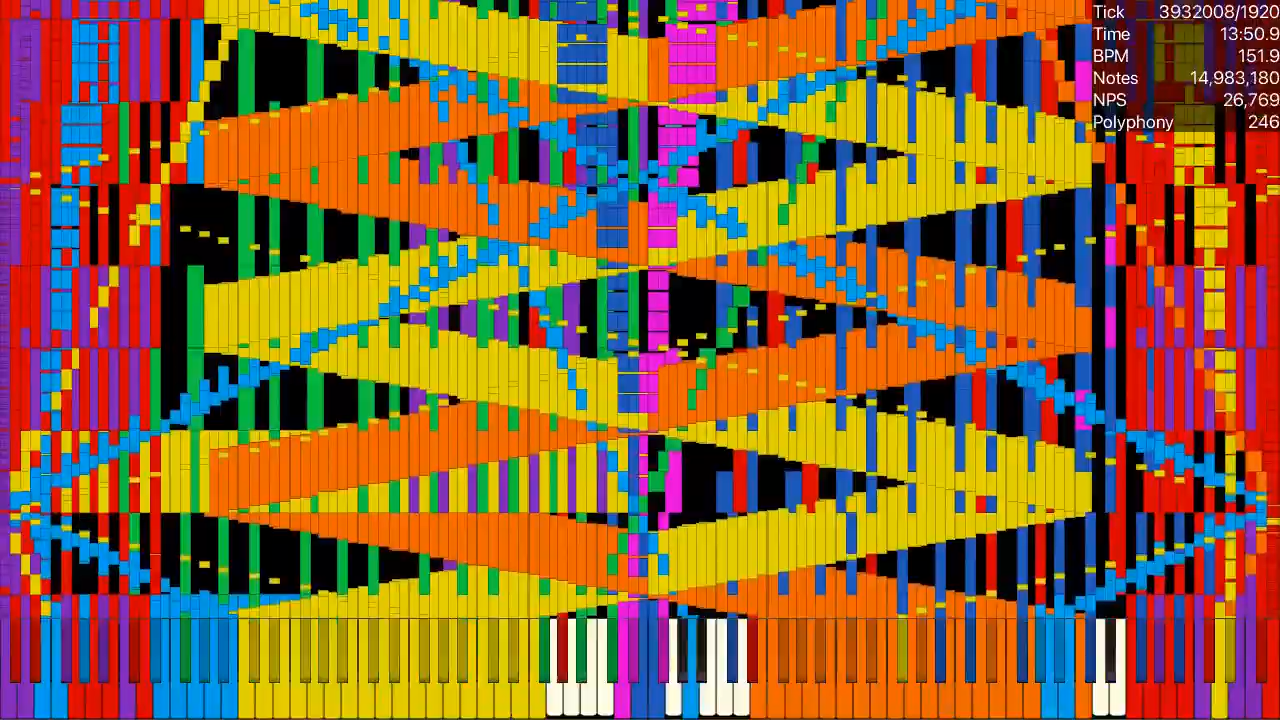 Tick 3932008/1920
Time 13:50.9
BPM 151.9
Notes 14,983,180
NPS 26,769
Polyphony 246